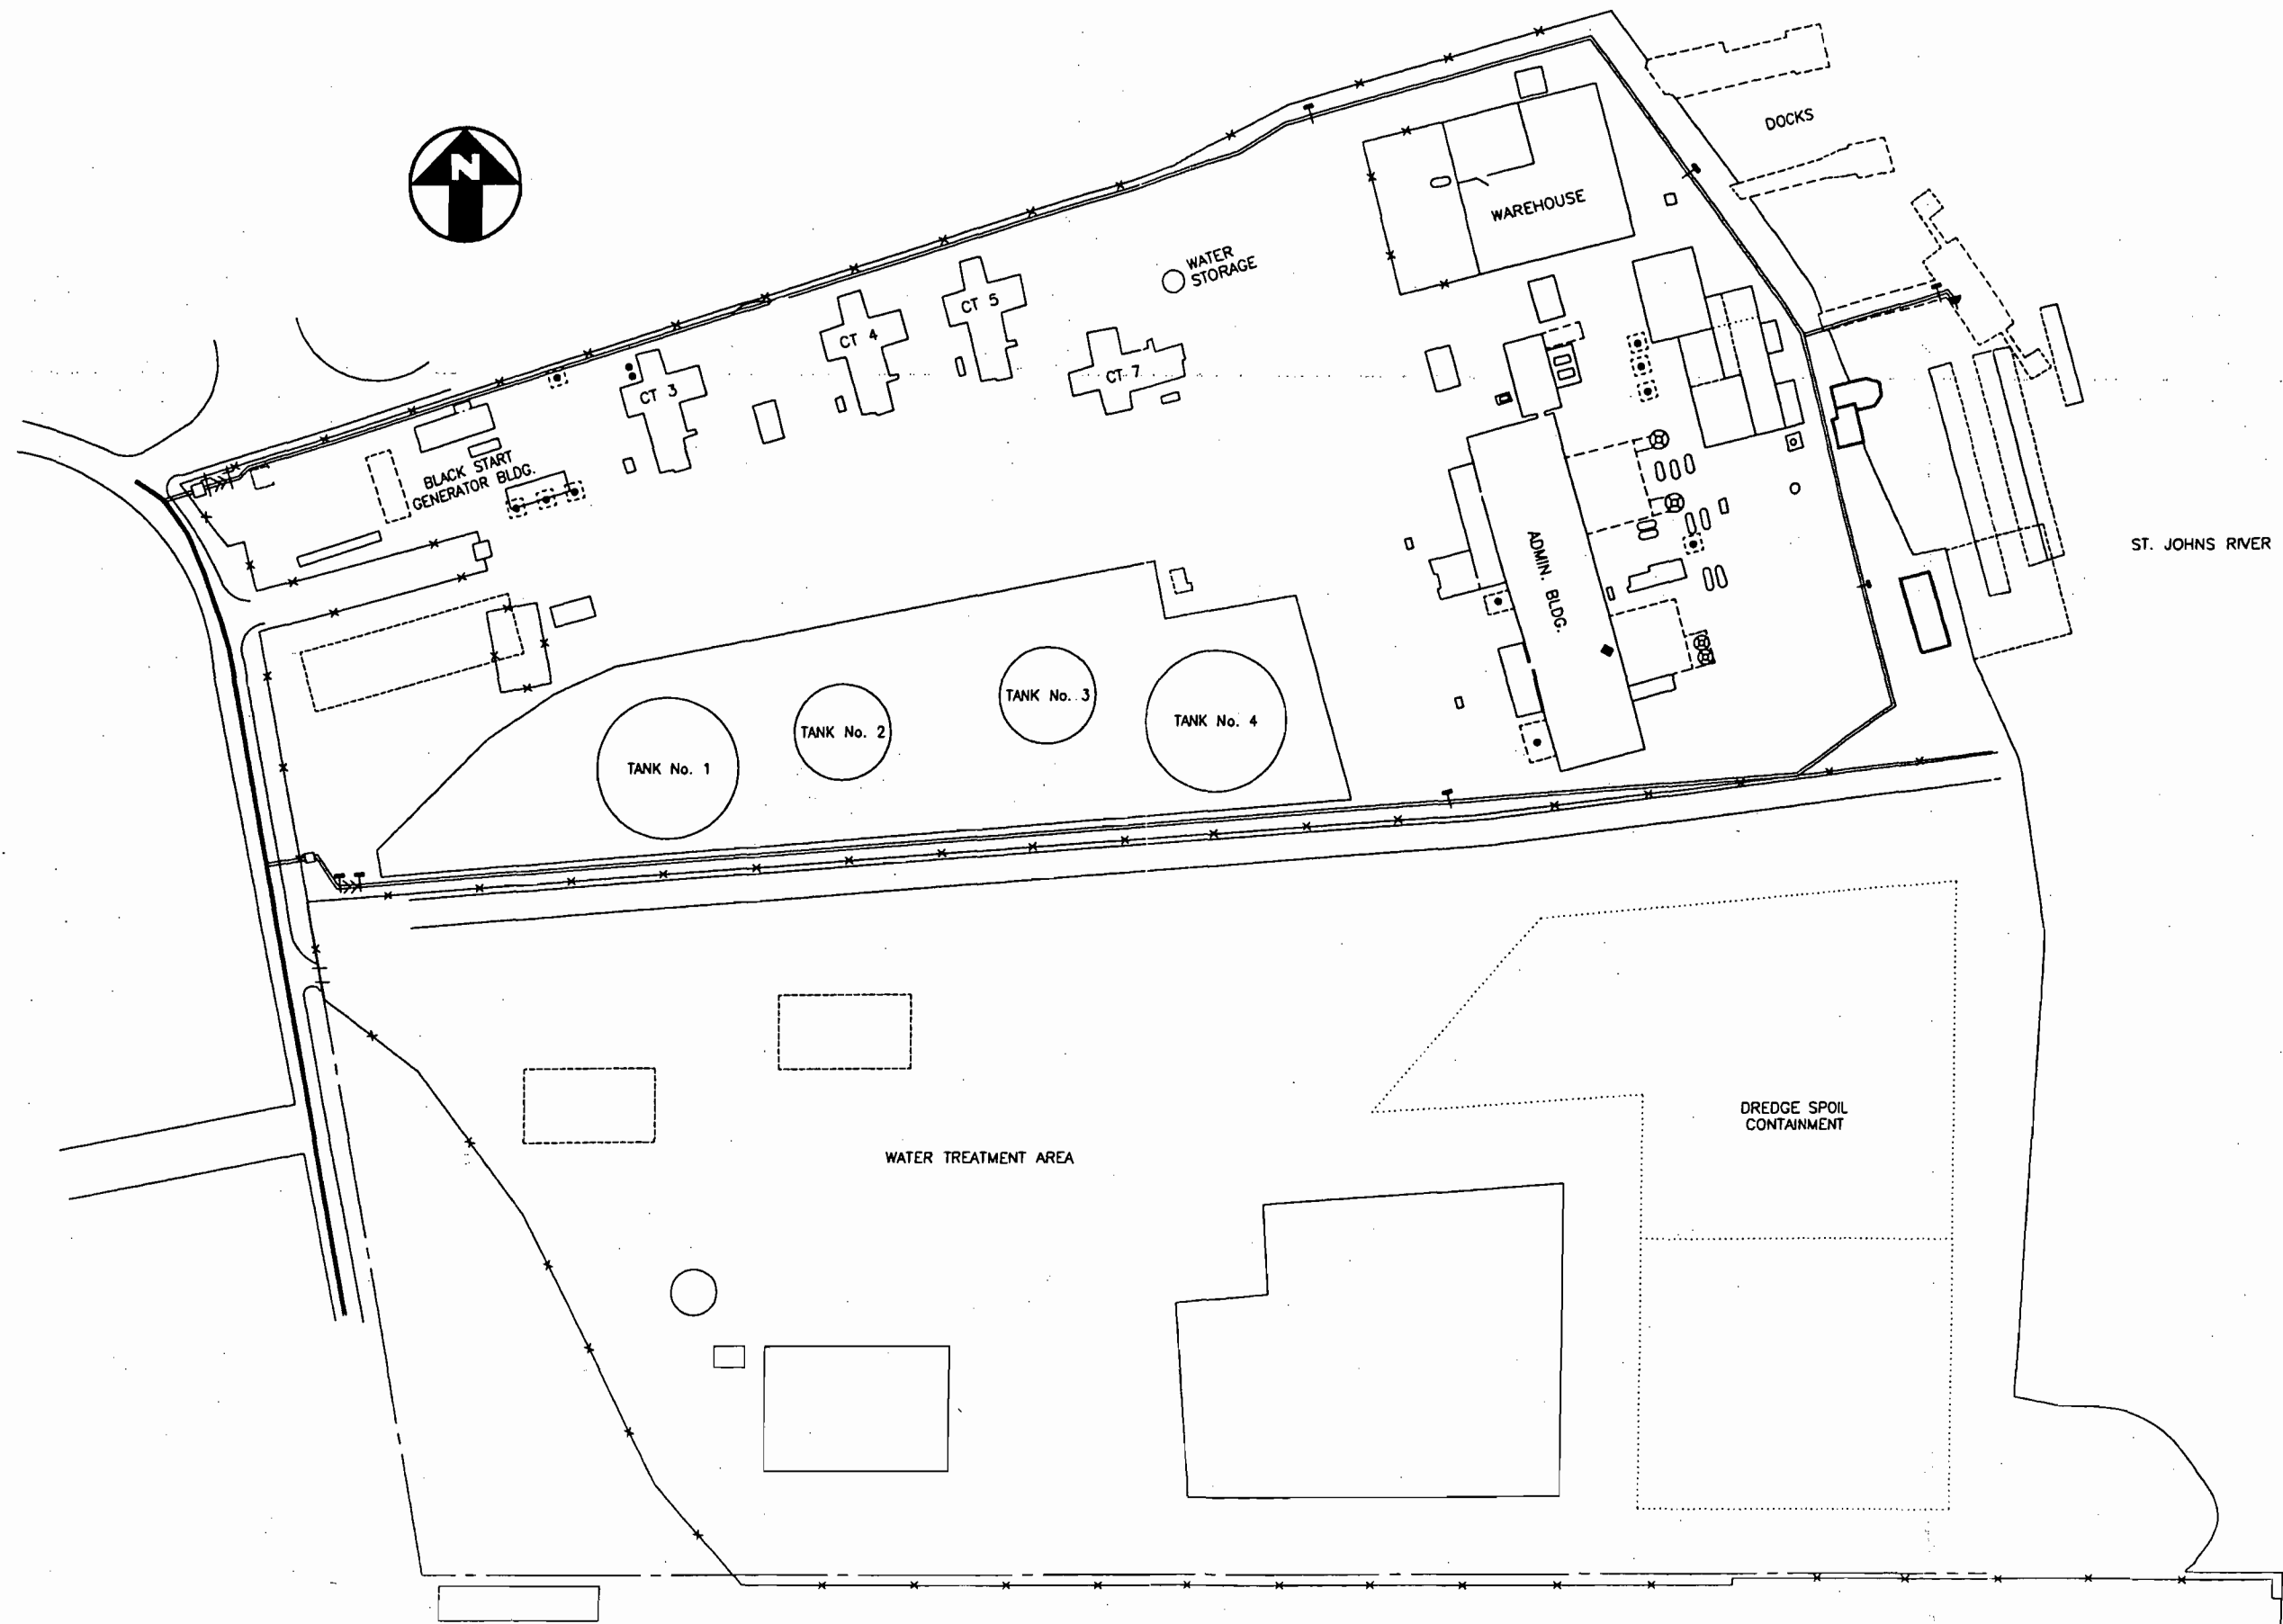 N
DOCKS
WAREHOUSE
WATER
STORAGE
CT 5
CT 4
CT 7
CT 3
BLACK START
GENERATOR BLDG.
ADMIN. BLDG.
ST. JOHNS RIVER
TANK No. 3
TANK No. 4
TANK No. 2
TANK No. 1
DREDGE SPOIL
CONTAINMENT
WATER TREATMENT AREA